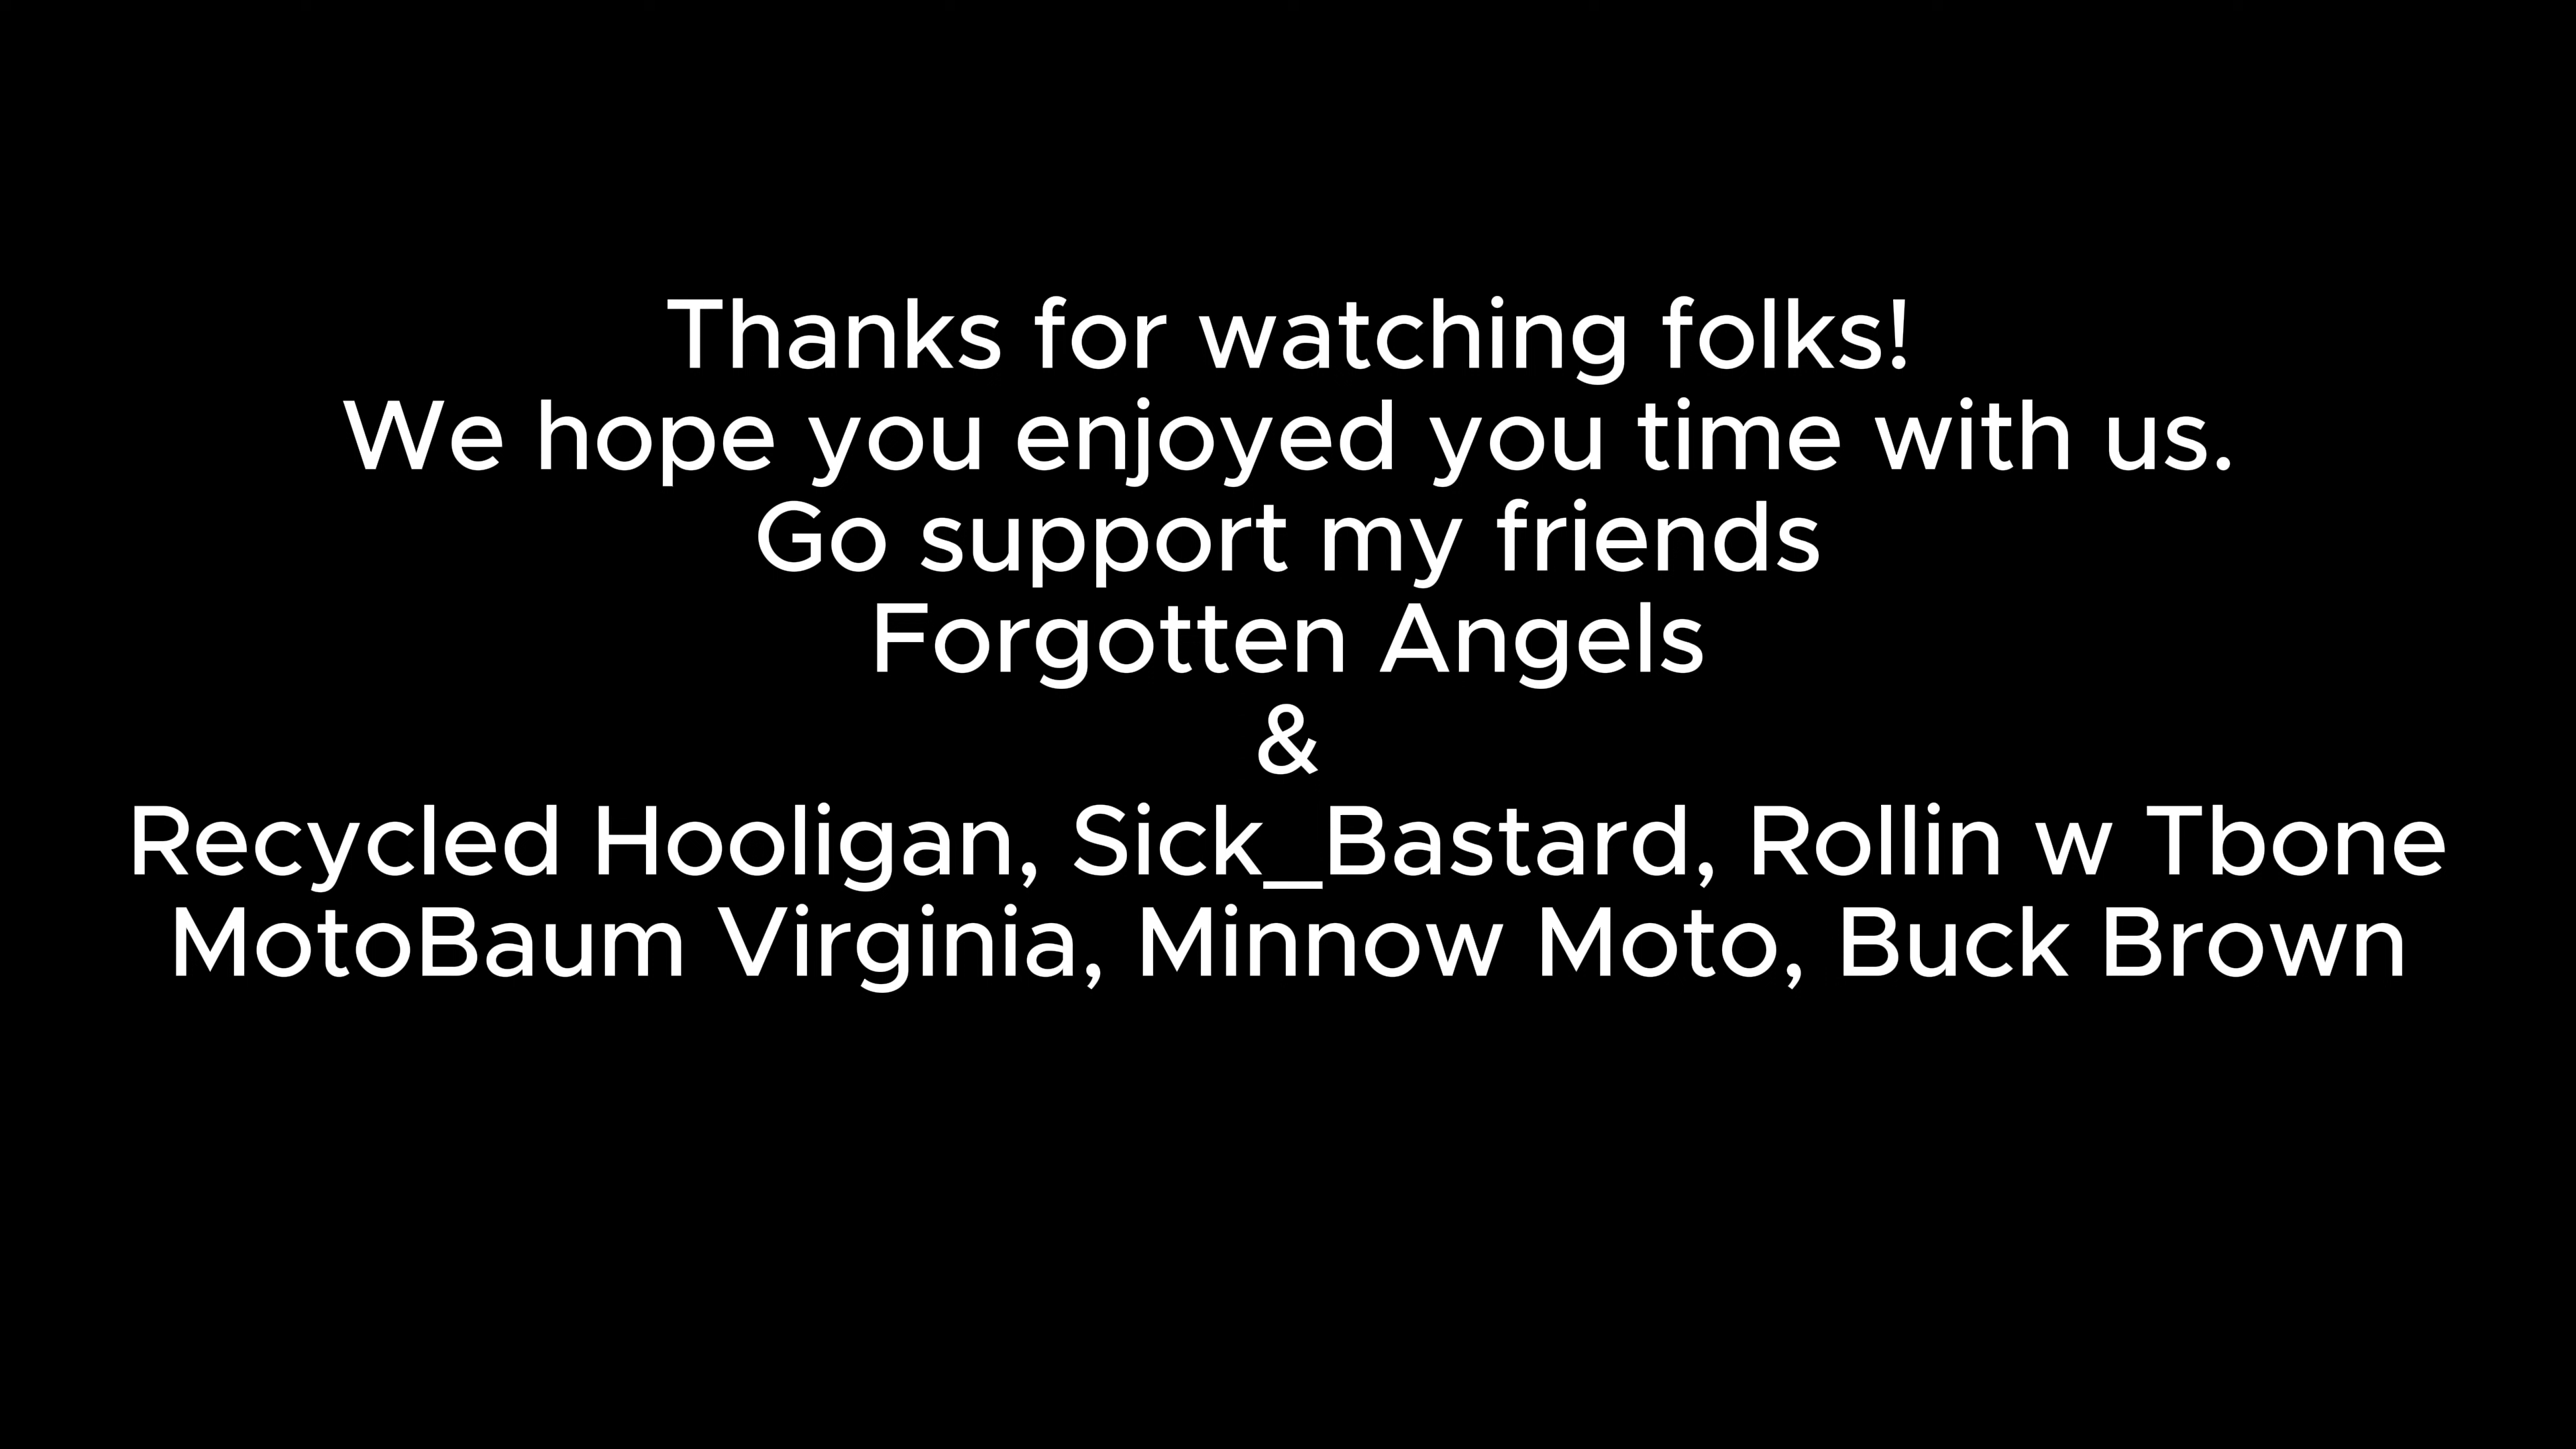 Thanks for watching folks!
We hope you enjoyed you time with us.
Go support my friends
Forgotten Angels
&
Recycled Hooligan, Sick_Bastard, Rollin w Tbone
MotoBaum Virginia, Minnow Moto, Buck Brown